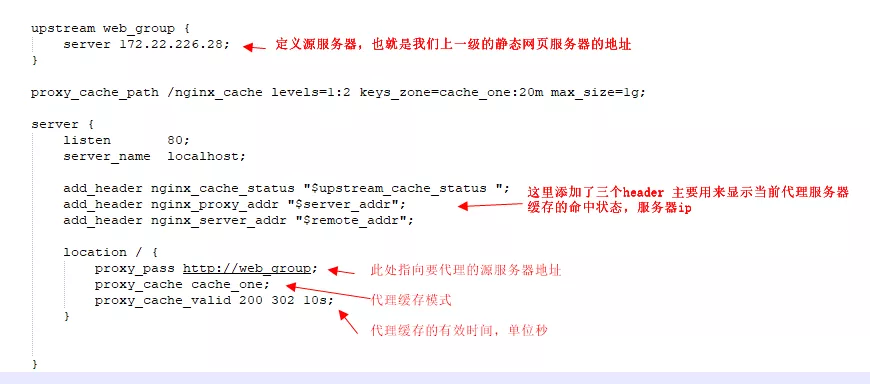 upstream web_group {
server 172.22.226.28;
定义源服务器，也就是我们上一级的静态网页服务器的地址
}
proxy_cache_path /nginx_cache levels=1:2 keys_zone=cache_one:20m max_size=1g;
server {
listen 80;
server_name localhost;
add_header nginx_cache_status "$upstream_cache_status ";
add_header nginx_proxy_addr "$server_addr";
add_header nginx_server_addr "$remote_addr";
这里添加了三个header 主要用来显示当前代理服务器
缓存的命中状态，服务器ip
location / {
proxy_pass http://web_group;
此处指向要代理的源服务器地址
proxy_cache cache_one;
代理缓存模式
proxy_cache_valid 200 302 10s;
代理缓存的有效时间，单位秒
}
}